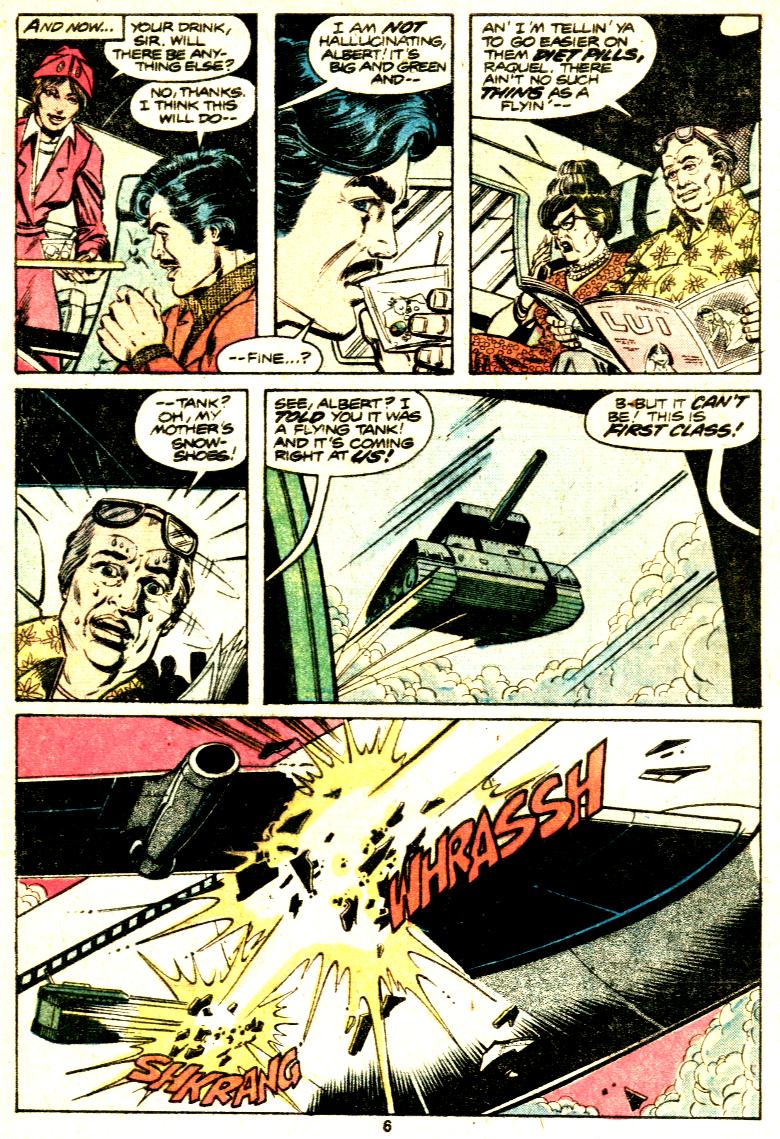 AND NOW...
YOUR DRINK,
SIR. WILL
THERE BE ANY-
THING ELSE?
NO, THANKS.
I THINK THIS
WILL DO--
I AM NOT
HALLUCINATING,
ALBERT! IT'S
BIG AND GREEN
AND--
--FINE...?
AN' I'M TELLIN' YA
TO GO EASIER ON
THEM DIET PILLS,
RAQUEL. THERE
AIN'T NO SUCH
THING AS A
FLYIN'--
LUI
--TANK?
OH, MY
MOTHER'S
SNOW-
SHOES!
SEE, ALBERT? I
TOLD YOU IT WAS
A FLYING TANK!
AND IT'S COMING
RIGHT AT US!
B-BUT IT CAN'T
BE! THIS IS
FIRST CLASS!
WHRASSH
SHKRANG
6